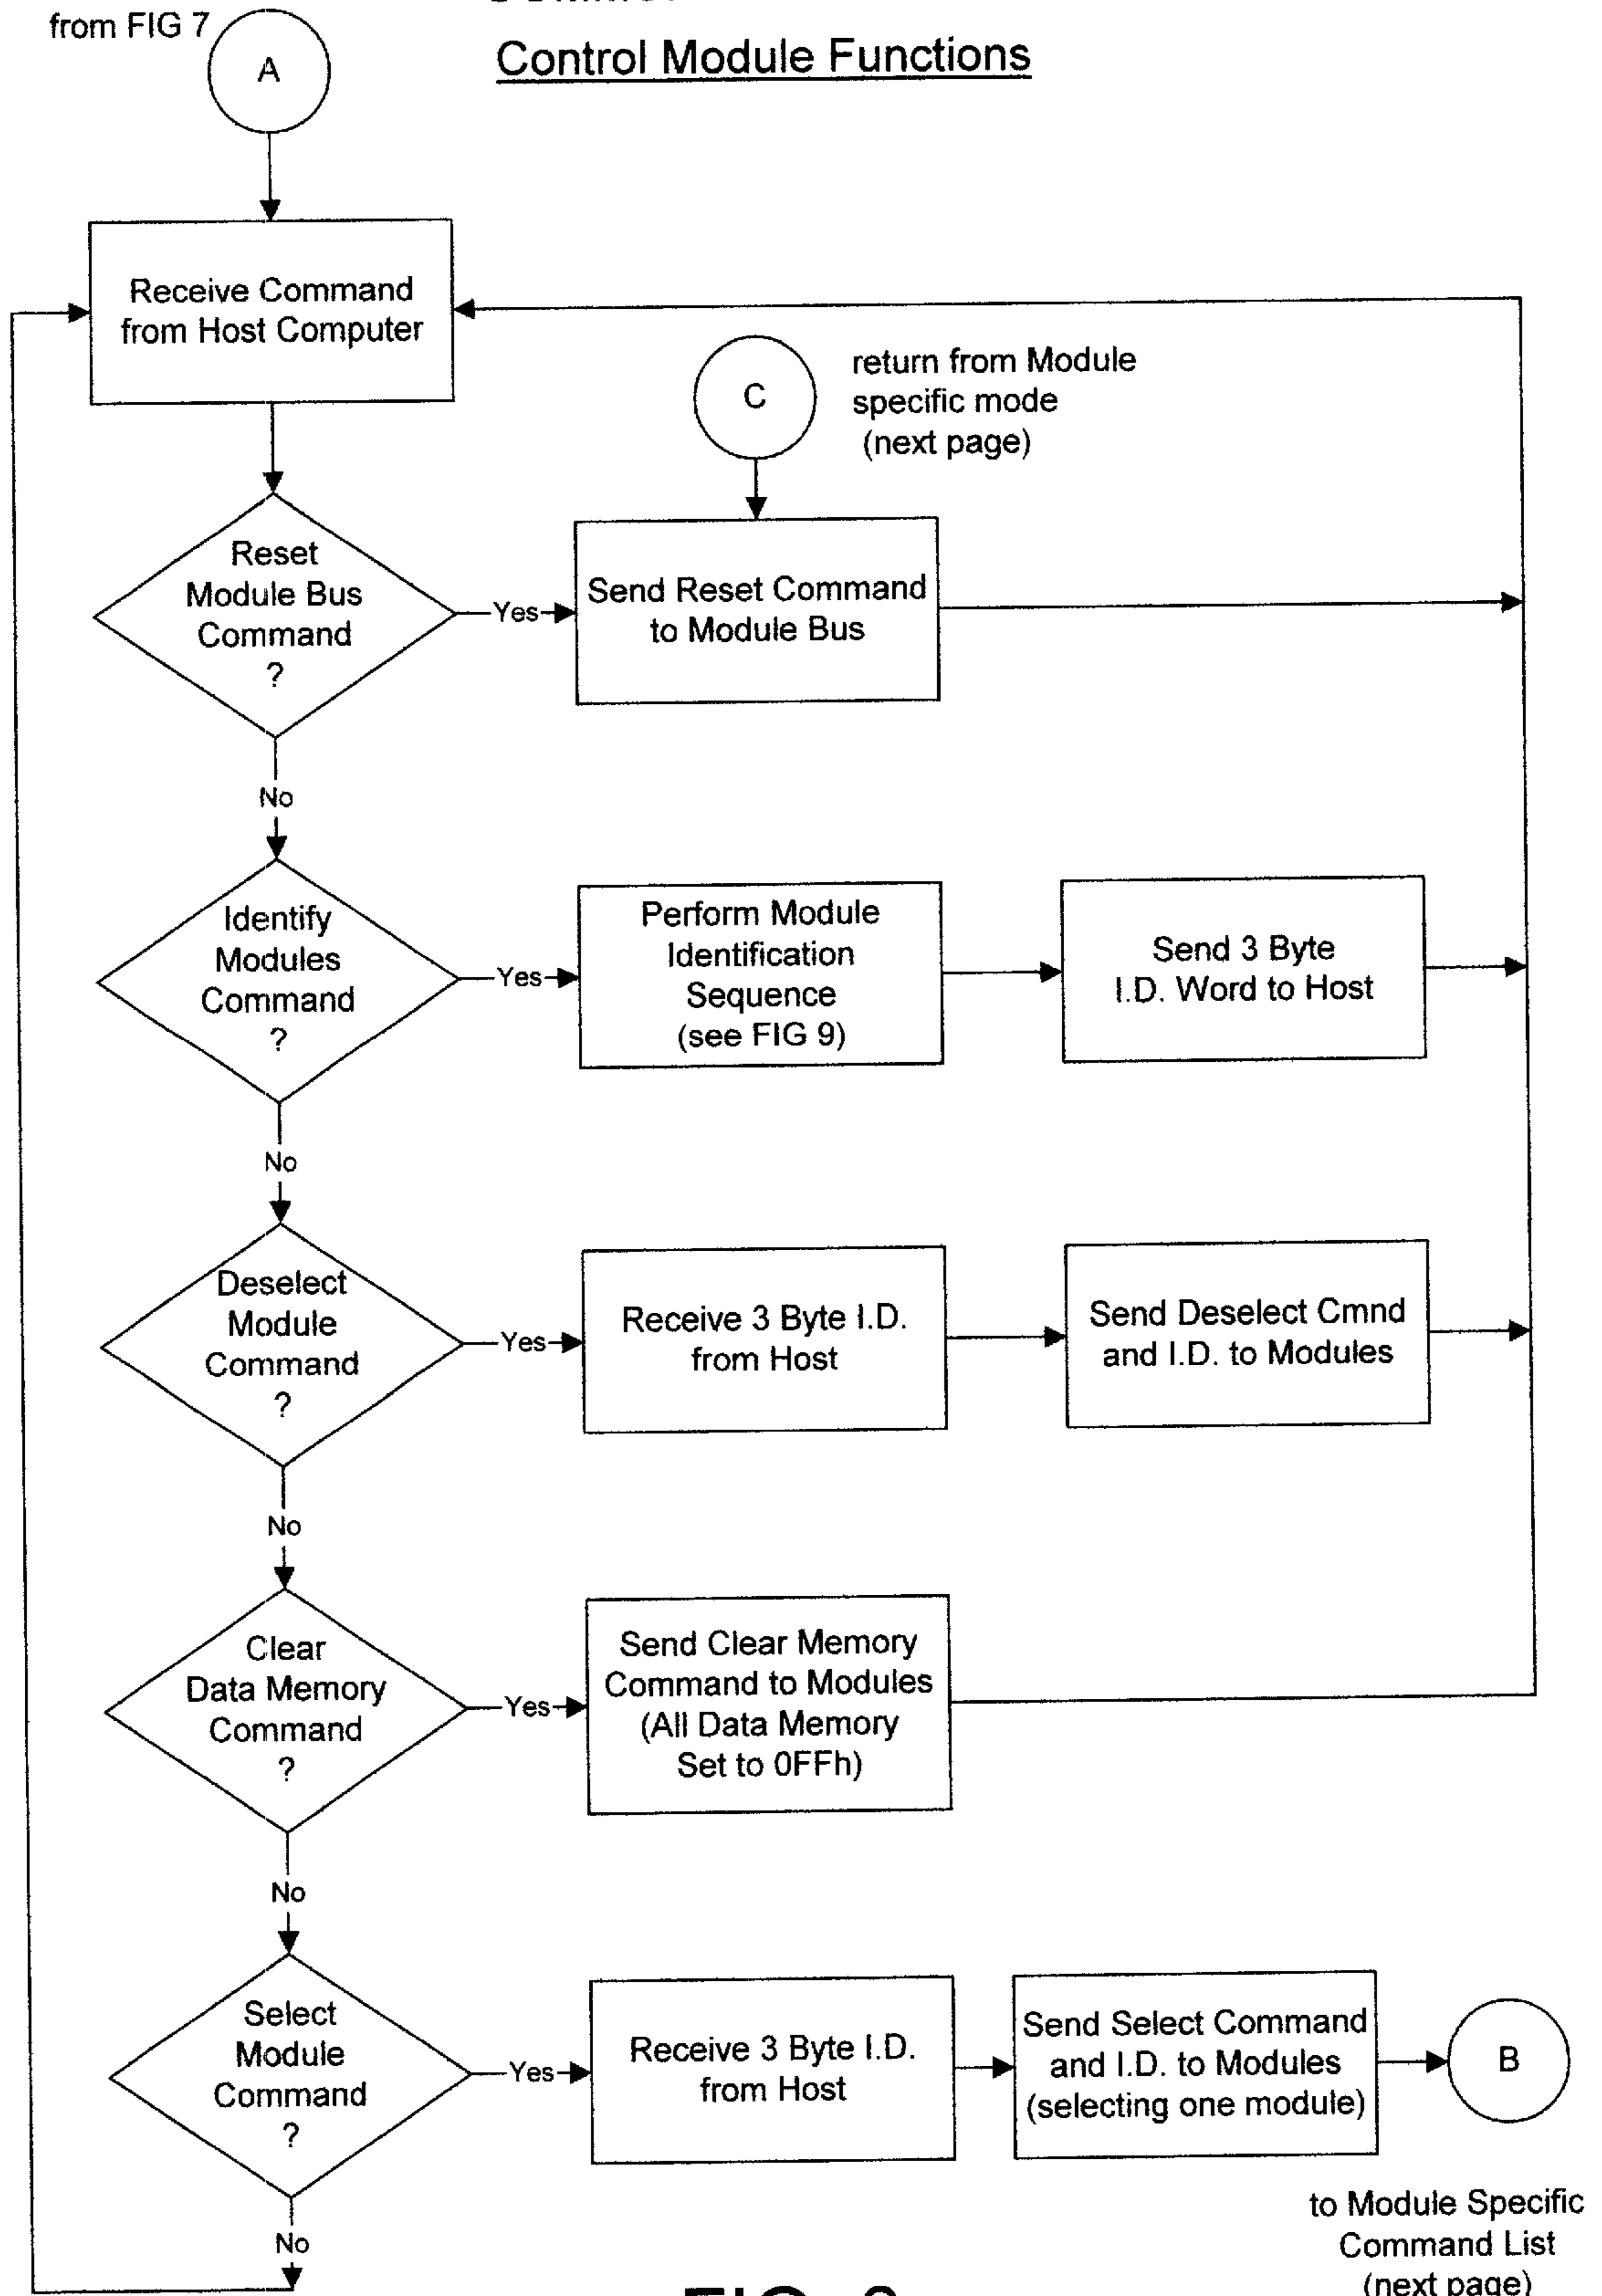 from FIG 7
A
Control Module Functions
Receive Command
from Host Computer
C
return from Module
specific mode
(next page)
Reset
Module Bus
Command
?
Yes
Send Reset Command
to Module Bus
No
Identify
Modules
Command
?
Yes
Perform Module
Identification
Sequence
(see FIG 9)
Send 3 Byte
I.D. Word to Host
No
Deselect
Module
Command
?
Yes
Receive 3 Byte I.D.
from Host
Send Deselect Cmnd
and I.D. to Modules
No
Clear
Data Memory
Command
?
Yes
Send Clear Memory
Command to Modules
(All Data Memory
Set to 0FFh)
No
Select
Module
Command
?
Yes
Receive 3 Byte I.D.
from Host
Send Select Command
and I.D. to Modules
(selecting one module)
B
No
to Module Specific
Command List
(next page)
FIG